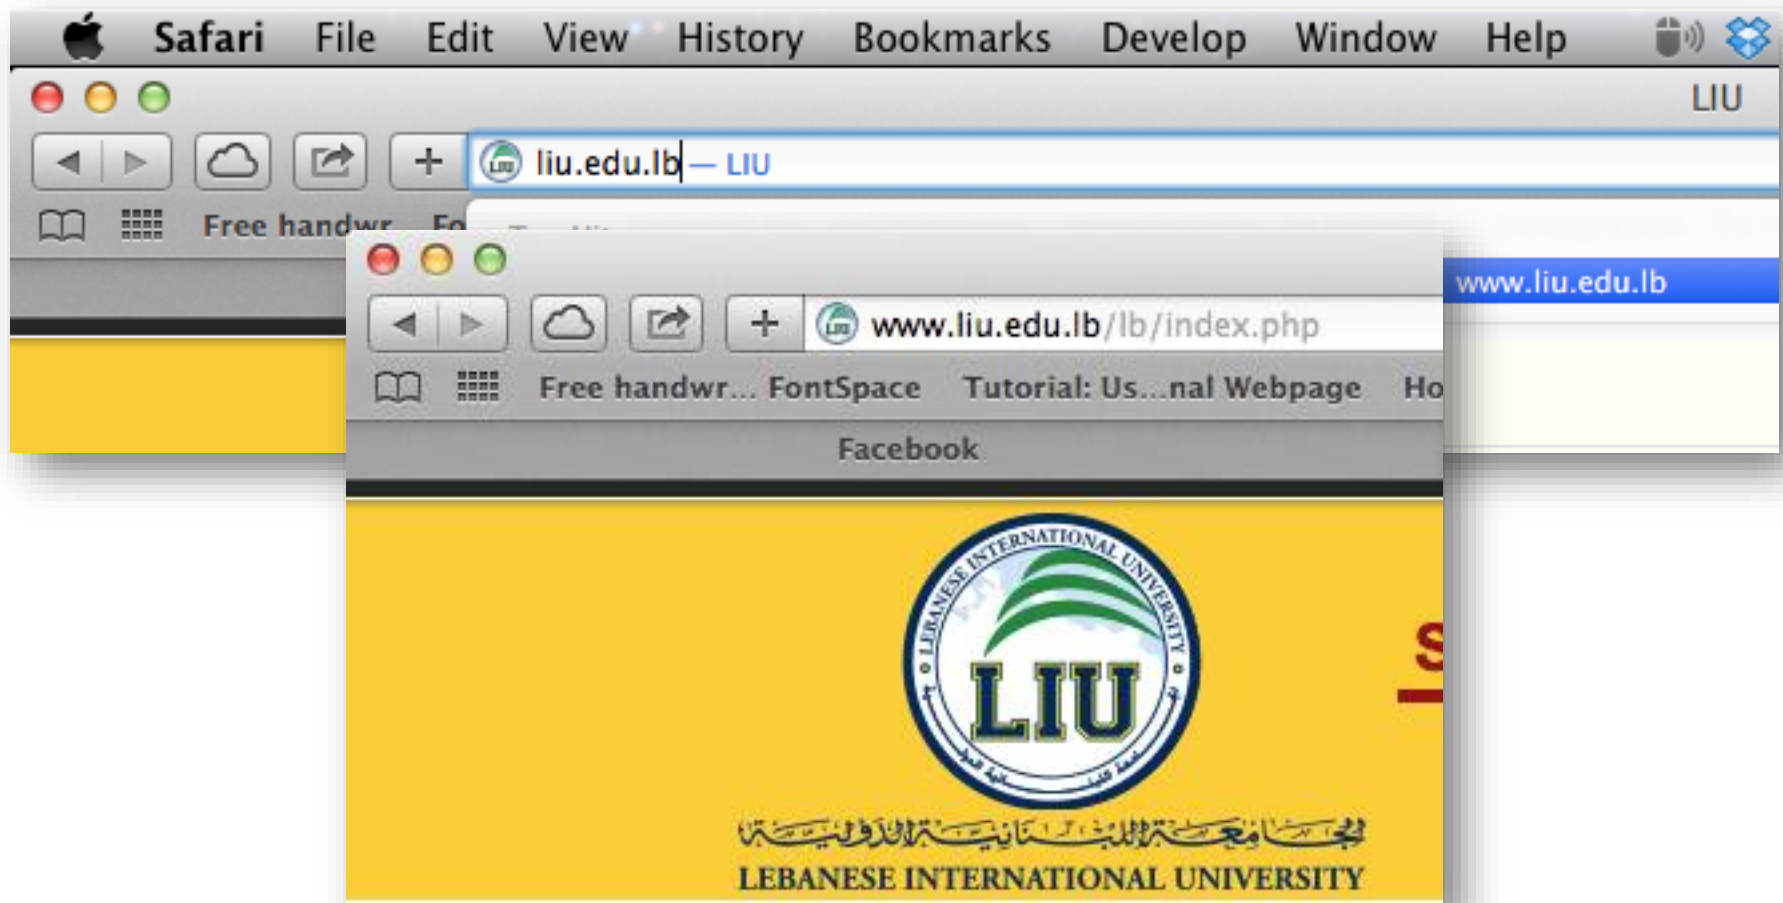 Safari File Edit View History Bookmarks Develop Window Help
LIU
liu.edu.lb — LIU
Free handwr...
www.liu.edu.lb
www.liu.edu.lb/lb/index.php
Free handwr... FontSpace Tutorial: Us...nal Webpage Ho
Facebook
LEBANESE INTERNATIONAL UNIVERSITY
LIU
S
الجامعة اللبنانية الدولية
LEBANESE INTERNATIONAL UNIVERSITY